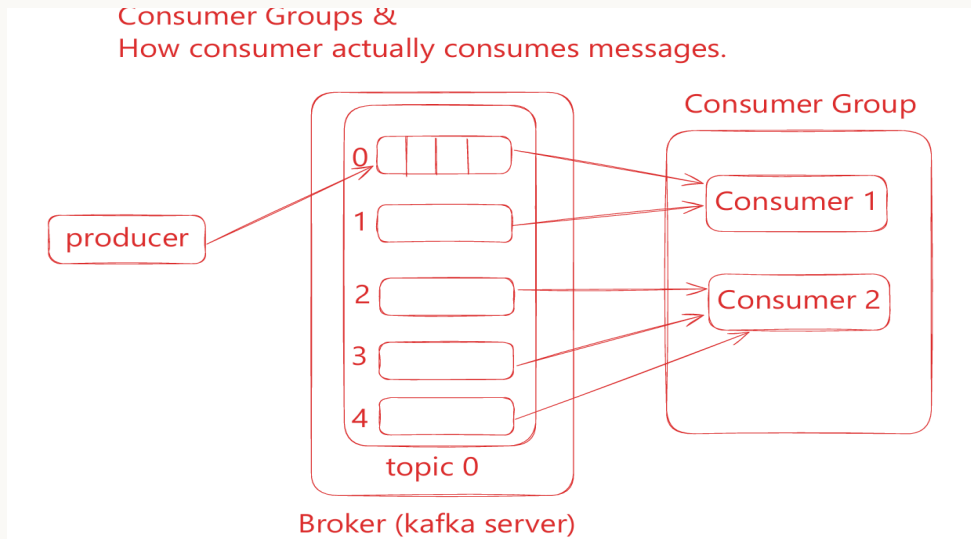 Consumer Groups &
How consumer actually consumes messages.
Consumer Group
0
Consumer 1
1
producer
2
Consumer 2
3
4
topic 0
Broker (kafka server)